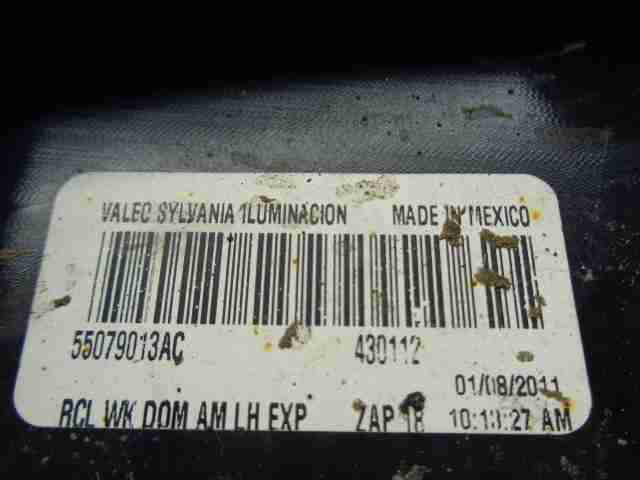 VALEO SYLVANIA ILUMINACION MADE IN MEXICO
55079013AC 430112
01/08/2011
RCL WK DOM AM LH EXP ZAP 18 10:13:27 AM